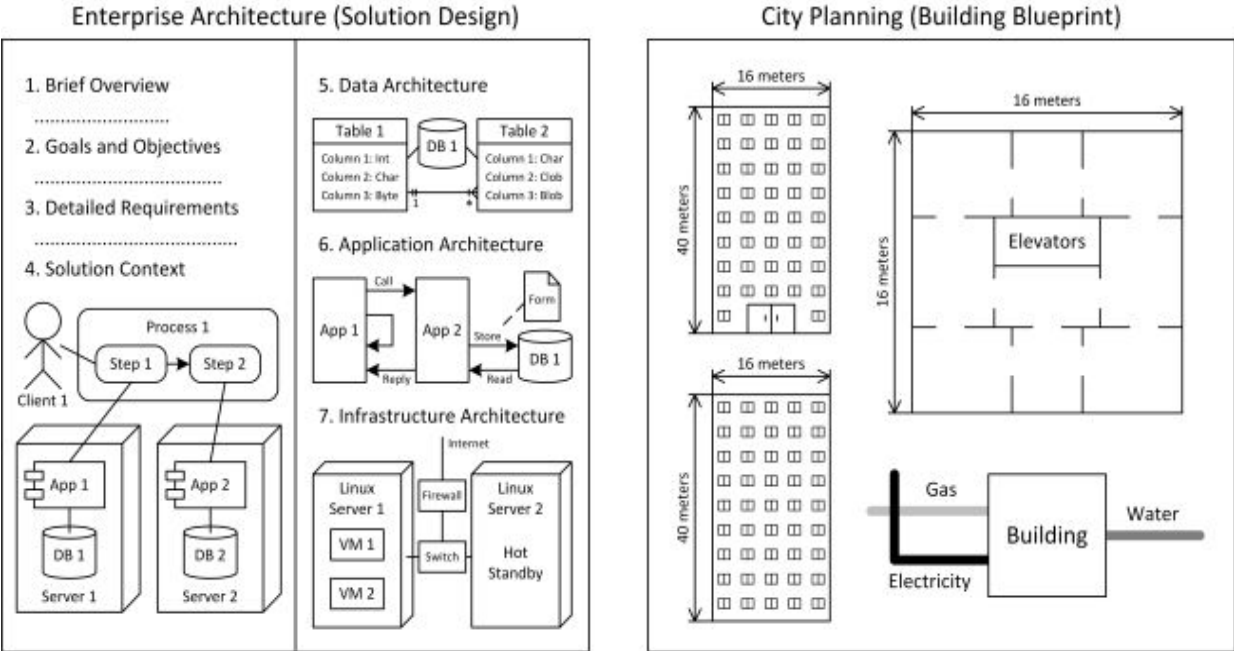 Enterprise Architecture (Solution Design)
1. Brief Overview
..........................
2. Goals and Objectives
....................................
3. Detailed Requirements
.......................................
4. Solution Context
Process 1
Step 1
Step 2
Client 1
App 1
App 2
DB 1
DB 2
Server 1
Server 2
5. Data Architecture
Table 1
Column 1: Int
Column 2: Char
Column 3: Byte
DB 1
Table 2
Column 1: Char
Column 2: Clob
Column 3: Blob
1
*
6. Application Architecture
Call
Form
App 1
App 2
Store
DB 1
Reply
Read
7. Infrastructure Architecture
Internet
Linux
Server 1
Firewall
Linux
Server 2
VM 1
Switch
Hot
Standby
VM 2
City Planning (Building Blueprint)
16 meters
40 meters
16 meters
16 meters
Elevators
16 meters
40 meters
Gas
Building
Water
Electricity